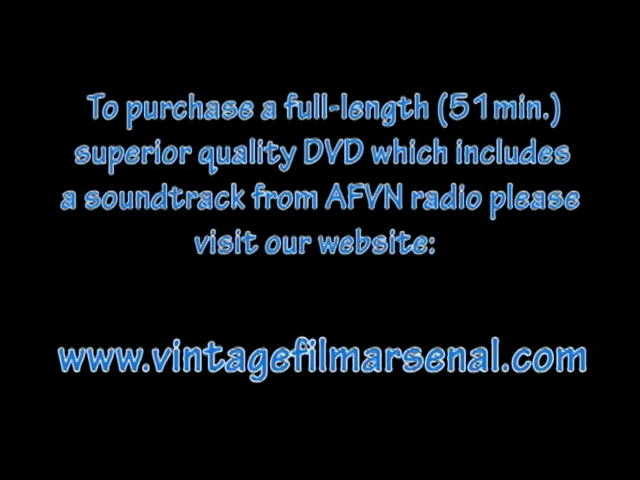 To purchase a full-length (51min.)
superior quality DVD which includes
a soundtrack from AFVN radio please
visit our website:
www.vintagefilmarsenal.com